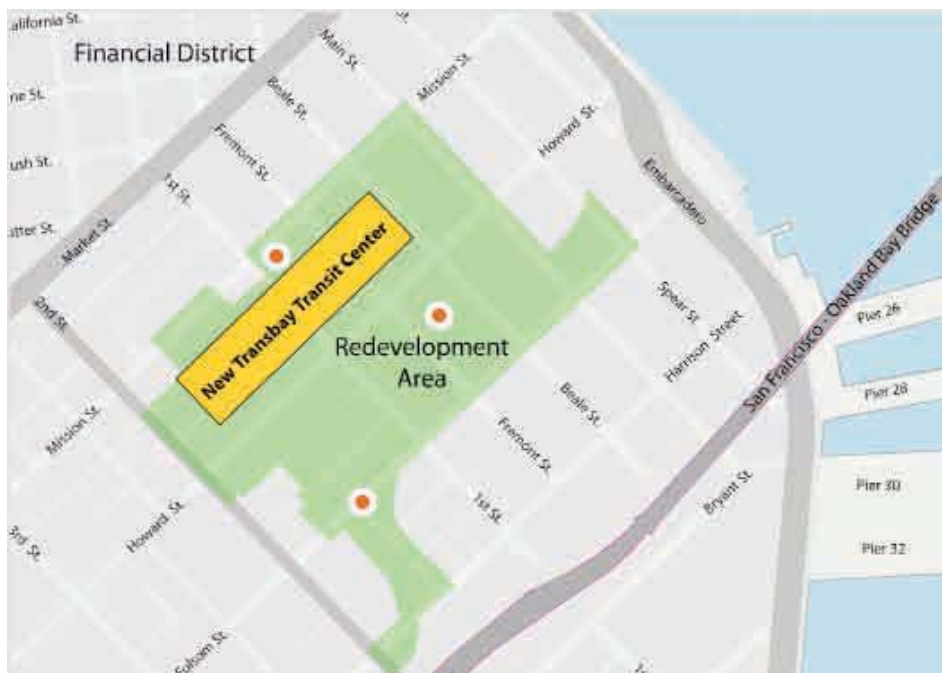 alifornia St.
Financial District
ne St.
ush St.
utter St.
St.
Main St.
Beale St.
Fremont St.
1st St.
Market St.
Mission St.
Howard St.
Embarcadero
2nd St.
New Transbay Transit Center
Redevelopment
Area
San Francisco - Oakland Bay Bridge
Pier 26
Spear St.
Harrison Street
Pier 28
Mission St.
Beale St.
Fremont St.
Bryant St.
Pier 30
1st St.
Howard St.
3rd St.
Pier 32
Folsom St.